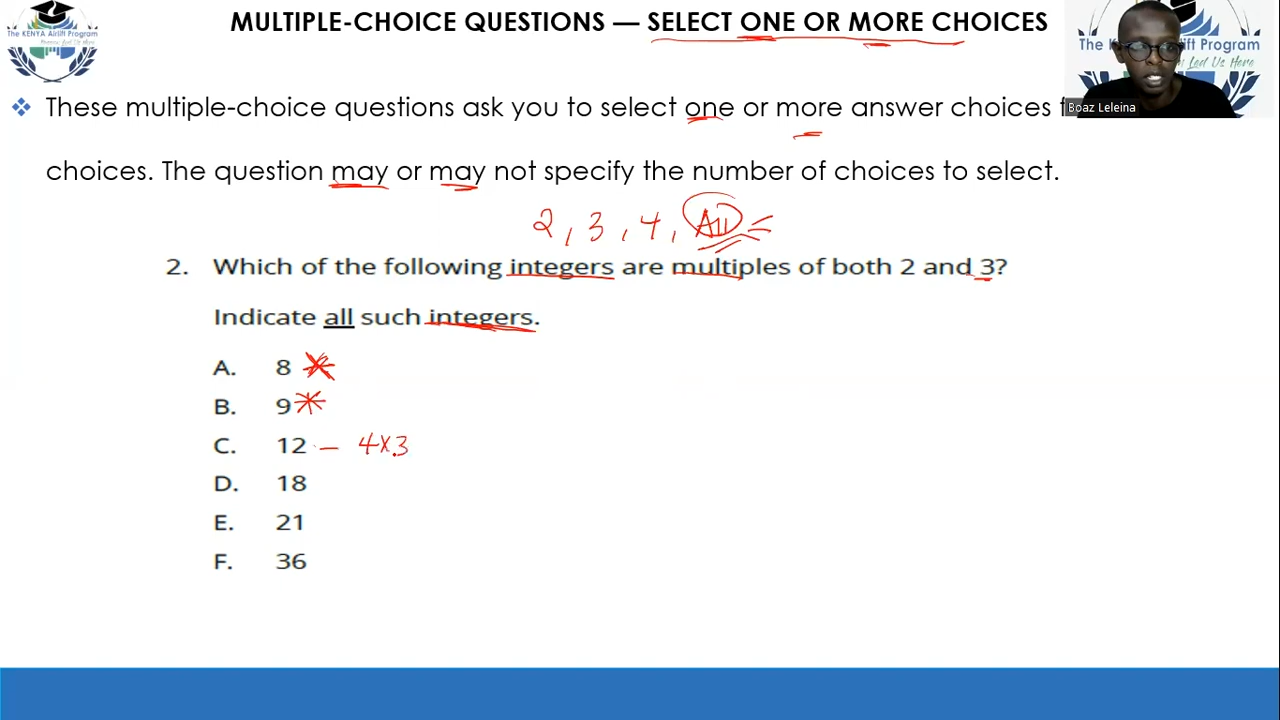 MULTIPLE-CHOICE QUESTIONS — SELECT ONE OR MORE CHOICES
The KENYA Airlift Program
Boaz Leleina
These multiple-choice questions ask you to select one or more answer choices
choices. The question may or may not specify the number of choices to select.
2, 3, 4, All
2. Which of the following integers are multiples of both 2 and 3?
Indicate all such integers.
A. 8
B. 9
C. 12 – 4×3
D. 18
E. 21
F. 36